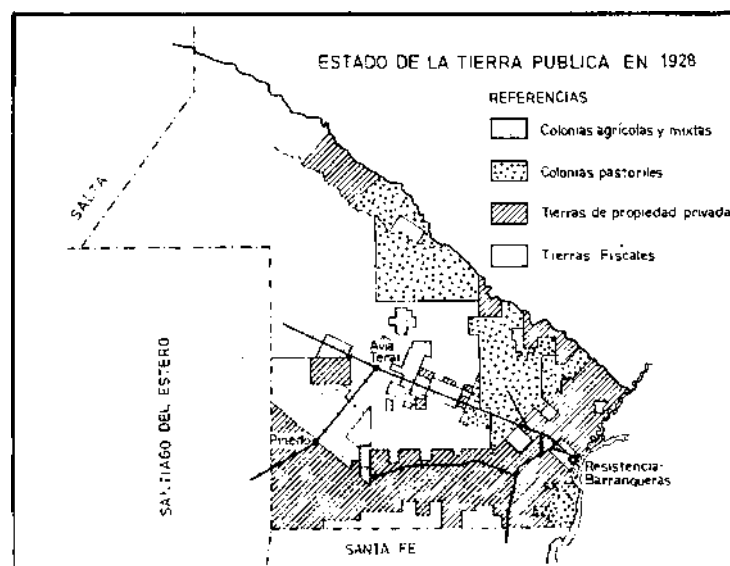 ESTADO DE LA TIERRA PUBLICA EN 1928
REFERENCIAS
Colonias agrícolas y mixtas
Colonias pastoriles
Tierras de propiedad privada
Tierras Fiscales
SALTA
SANTIAGO DEL ESTERO
Avia
Terai
Pinedo
Resistencia-
Barranqueras
SANTA FE